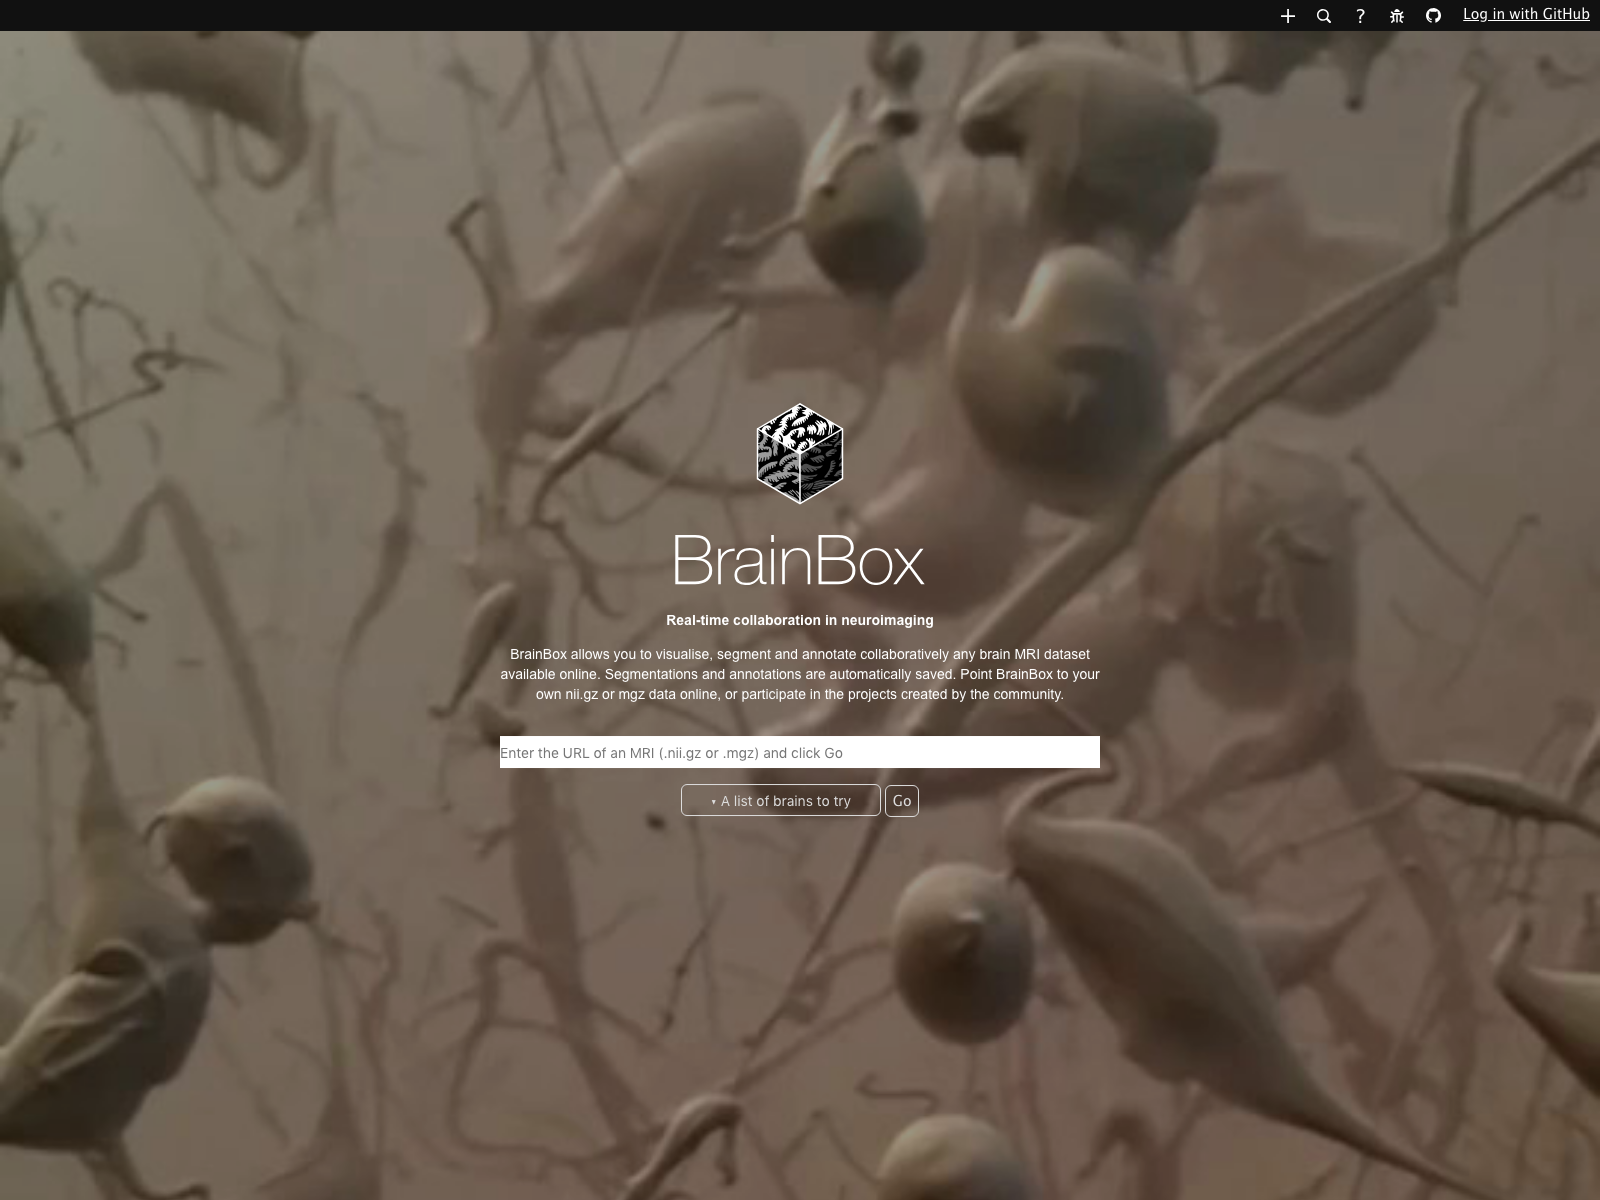 Log in with GitHub
BrainBox
Real-time collaboration in neuroimaging
BrainBox allows you to visualise, segment and annotate collaboratively any brain MRI dataset
available online. Segmentations and annotations are automatically saved. Point BrainBox to your
own nii.gz or mgz data online, or participate in the projects created by the community.
Enter the URL of an MRI (.nii.gz or .mgz) and click Go
▾ A list of brains to try
Go